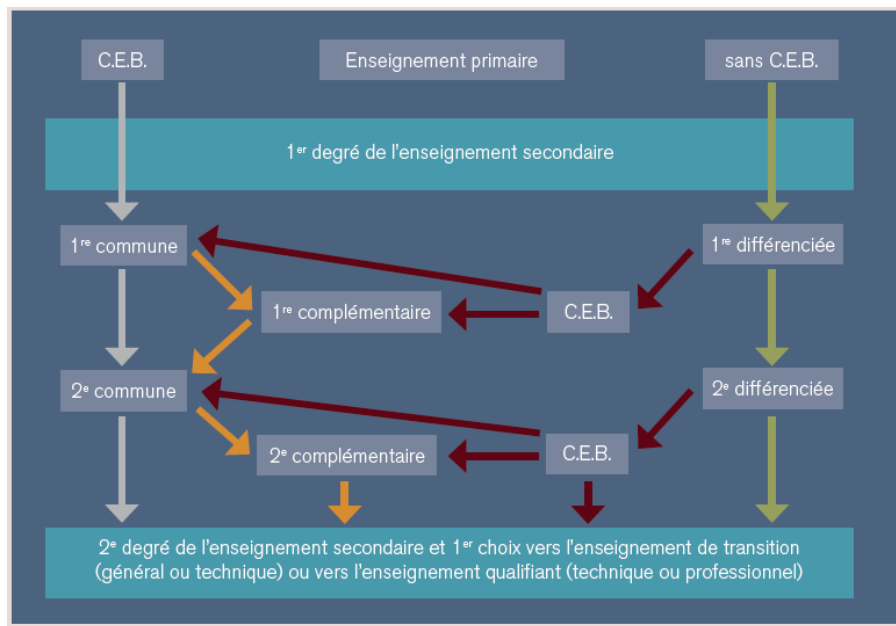 C.E.B.
Enseignement primaire
sans C.E.B.
1er degré de l'enseignement secondaire
1re commune
1re différenciée
1re complémentaire
C.E.B.
2e commune
2e différenciée
2e complémentaire
C.E.B.
2e degré de l'enseignement secondaire et 1er choix vers l'enseignement de transition
(général ou technique) ou vers l'enseignement qualifiant (technique ou professionnel)